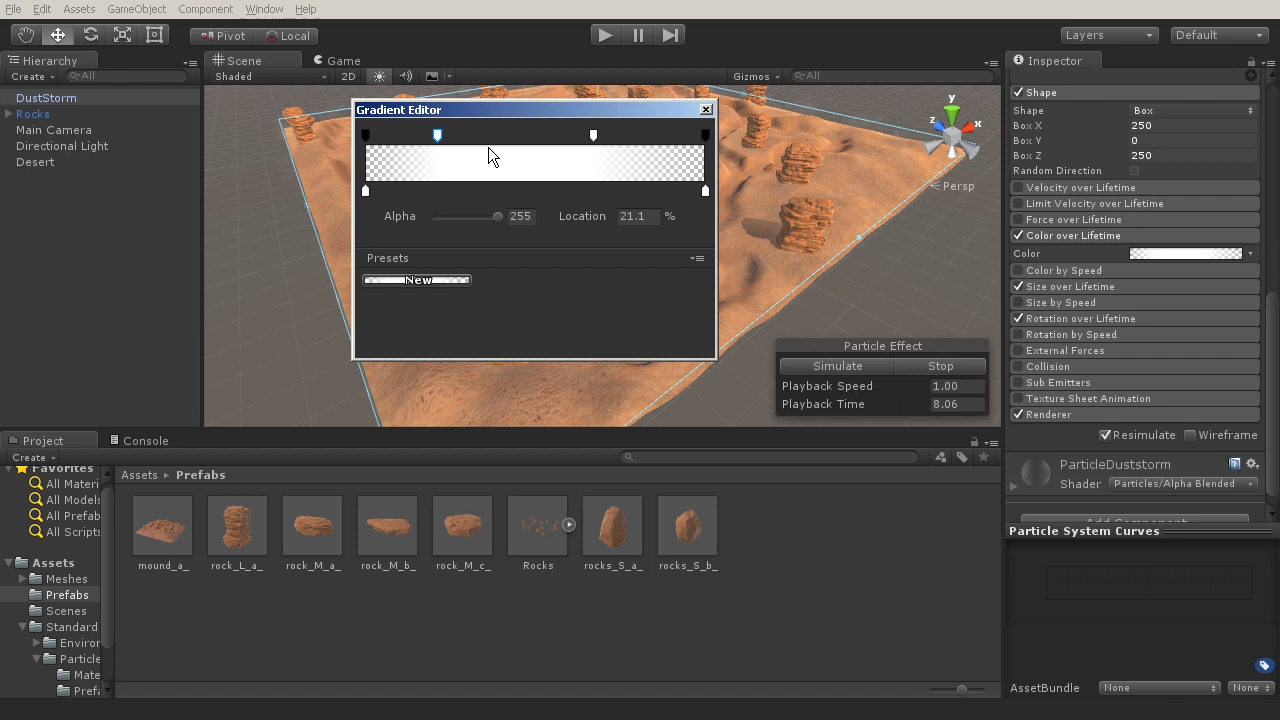 File Edit Assets GameObject Component Window Help
Pivot Local Layers Default
Hierarchy
Create All
DustStorm
Rocks
Main Camera
Directional Light
Desert
Scene Game
Shaded 2D Gizmos All
Gradient Editor
Alpha 255 Location 21.1 %
Presets
New
y
z x
Persp
Particle Effect
Simulate Stop
Playback Speed 1.00
Playback Time 8.06
Inspector
Shape
Shape Box
Box X 250
Box Y 0
Box Z 250
Random Direction
Velocity over Lifetime
Limit Velocity over Lifetime
Force over Lifetime
Color over Lifetime
Color
Color by Speed
Size over Lifetime
Size by Speed
Rotation over Lifetime
Rotation by Speed
External Forces
Collision
Sub Emitters
Texture Sheet Animation
Renderer
Resimulate Wireframe
ParticleDuststorm
Shader Particles/Alpha Blended
Add Component
Particle System Curves
AssetBundle None None
Project Console
Create
Favorites
All Materi
All Models
All Prefab
All Scripts
Assets
Meshes
Prefabs
Scenes
Standard
Enviror
Particle
Mate
Prefa
Assets ▸ Prefabs
mound_a_ rock_L_a_ rock_M_a_ rock_M_b_ rock_M_c_ Rocks rocks_S_a_ rocks_S_b_